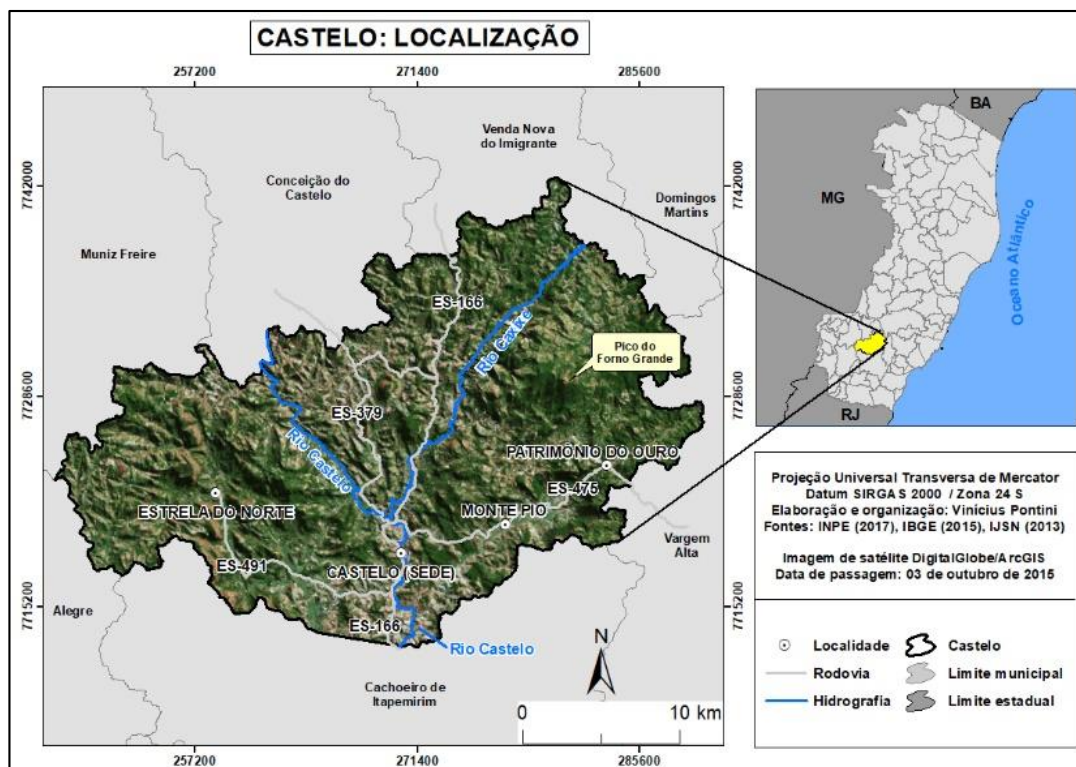 CASTELO: LOCALIZAÇÃO
257200
271400
285600
7742000
7728600
7715200
Venda Nova
do Imigrante
Conceição do
Castelo
Domingos
Martins
Muniz Freire
ES-166
Rio Caxixe
Pico do
Forno Grande
ES-379
Rio Castelo
PATRIMÔNIO DO OURO
ES-475
ESTRELA DO NORTE
MONTE PIO
Vargem
Alta
ES-491
CASTELO (SEDE)
Alegre
ES-166
Rio Castelo
Cachoeiro de
Itapemirim
N
0 10 km
7742000
7728600
7715200
257200
271400
285600
BA
MG
Oceano Atlântico
RJ
Projeção Universal Transversa de Mercator
Datum SIRGAS 2000 / Zona 24 S
Elaboração e organização: Vinícius Pontini
Fontes: INPE (2017), IBGE (2015), IJSN (2013)
Imagem de satélite DigitalGlobe/ArcGIS
Data de passagem: 03 de outubro de 2015
Localidade
Castelo
Rodovia
Limite municipal
Hidrografia
Limite estadual